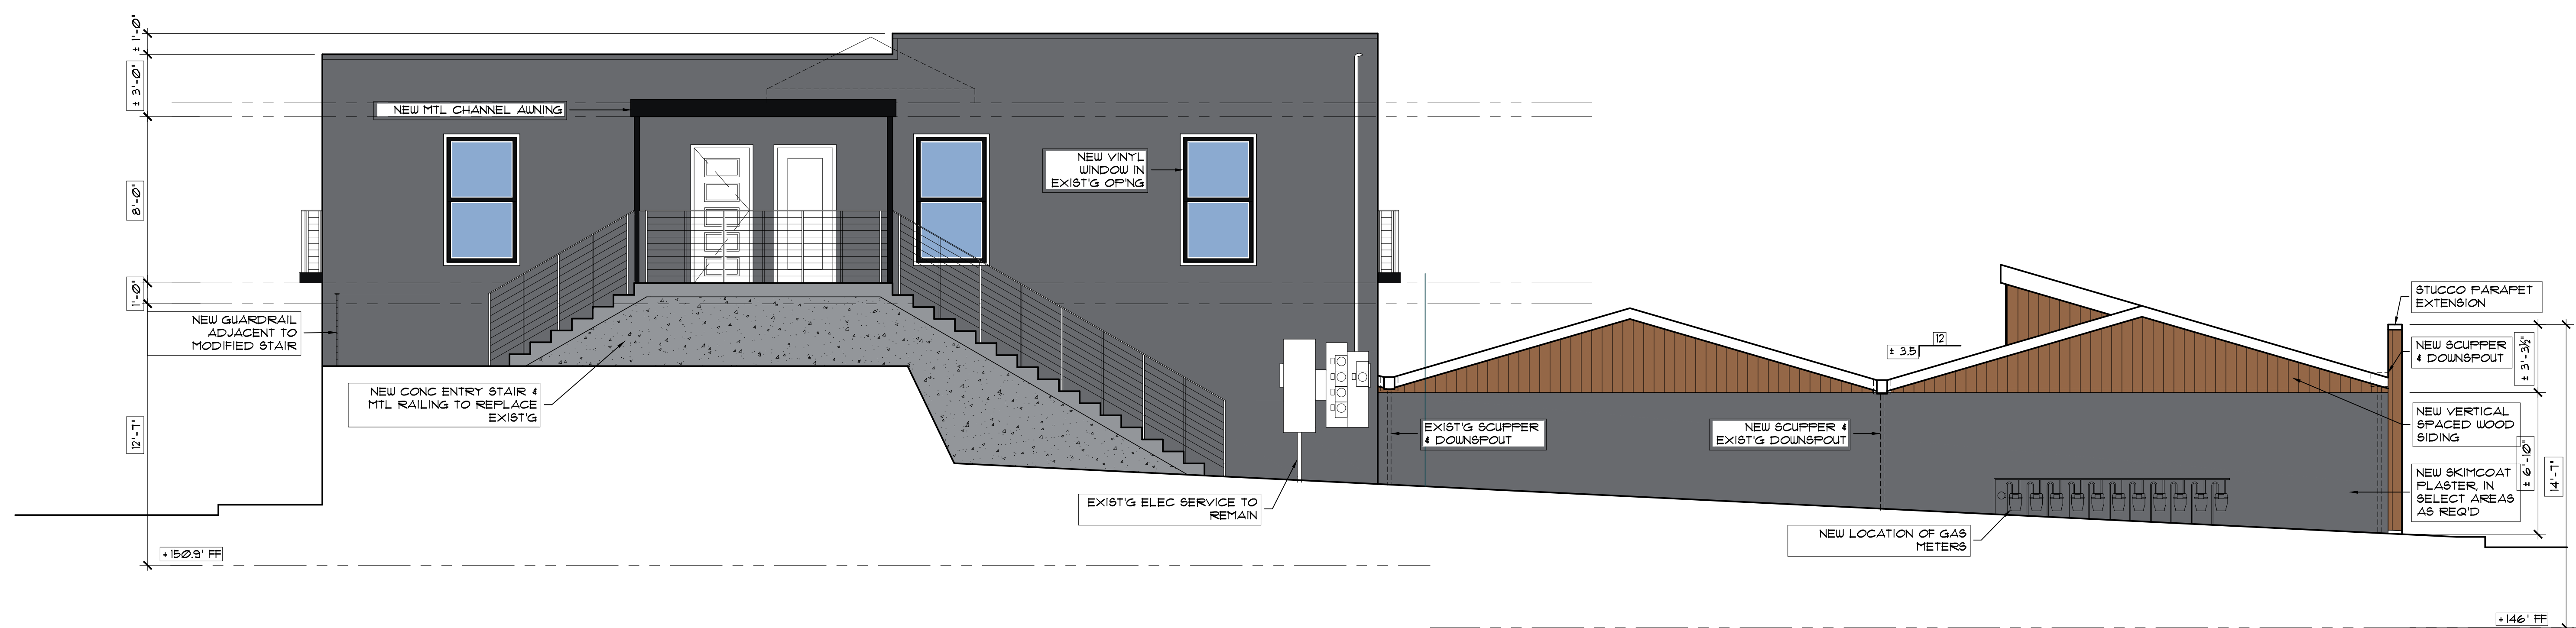 ± 1'-0"
± 3'-0"
8'-0"
1'-0"
12'-7"
+150.9' FF
NEW MTL CHANNEL AWNING
NEW VINYL
WINDOW IN
EXIST'G OP'NG
NEW GUARDRAIL
ADJACENT TO
MODIFIED STAIR
NEW CONC ENTRY STAIR &
MTL RAILING TO REPLACE
EXIST'G
EXIST'G ELEC SERVICE TO
REMAIN
EXIST'G SCUPPER
& DOWNSPOUT
NEW SCUPPER &
EXIST'G DOWNSPOUT
12
± 3.5
NEW LOCATION OF GAS
METERS
STUCCO PARAPET
EXTENSION
NEW SCUPPER
& DOWNSPOUT
NEW VERTICAL
SPACED WOOD
SIDING
NEW SKIMCOAT
PLASTER, IN
SELECT AREAS
AS REQ'D
± 3'-3½"
± 6'-10"
14'-7"
+146' FF